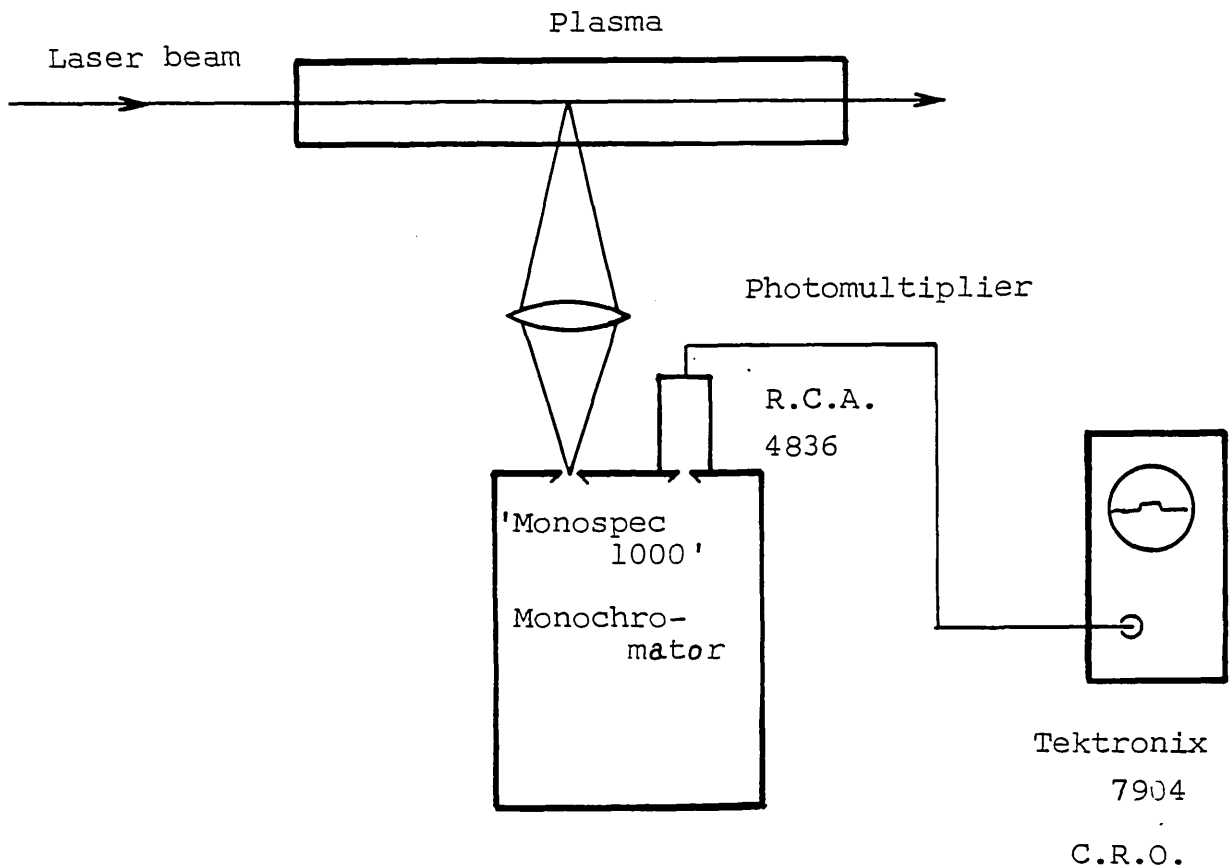 Plasma
Laser beam
Photomultiplier
R.C.A.
4836
'Monospec
1000'
Monochro-
mator
Tektronix
7904
C.R.O.